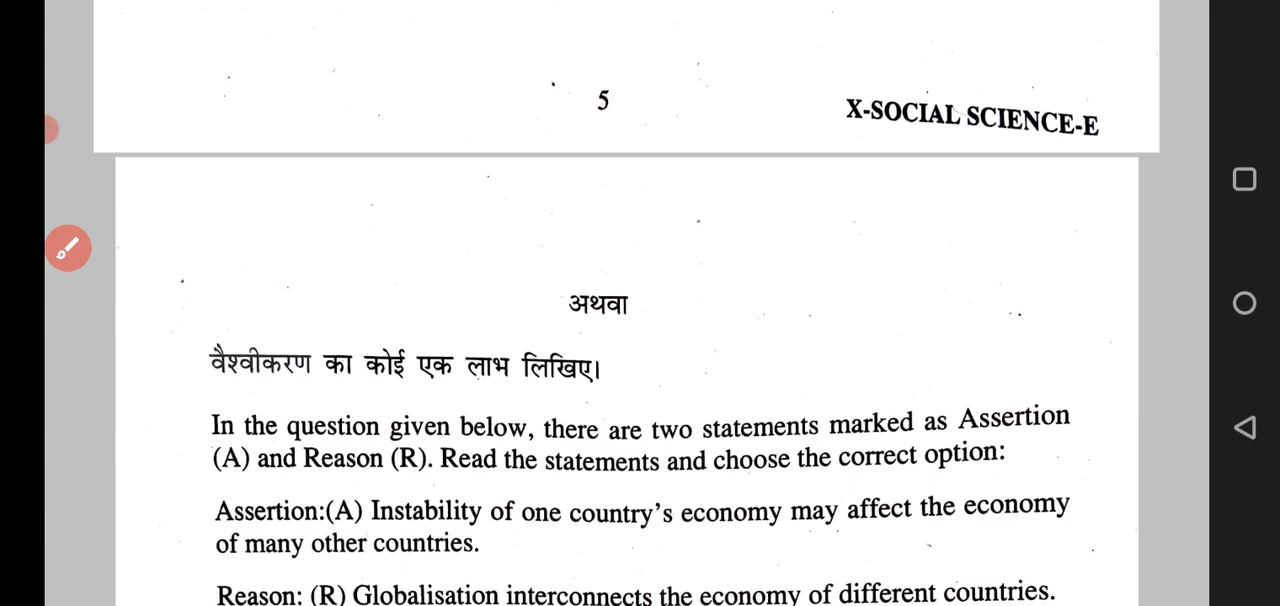 5
X-SOCIAL SCIENCE-E
अथवा
वैश्वीकरण का कोई एक लाभ लिखिए।
In the question given below, there are two statements marked as Assertion
(A) and Reason (R). Read the statements and choose the correct option:
Assertion:(A) Instability of one country’s economy may affect the economy
of many other countries.
Reason: (R) Globalisation interconnects the economy of different countries.